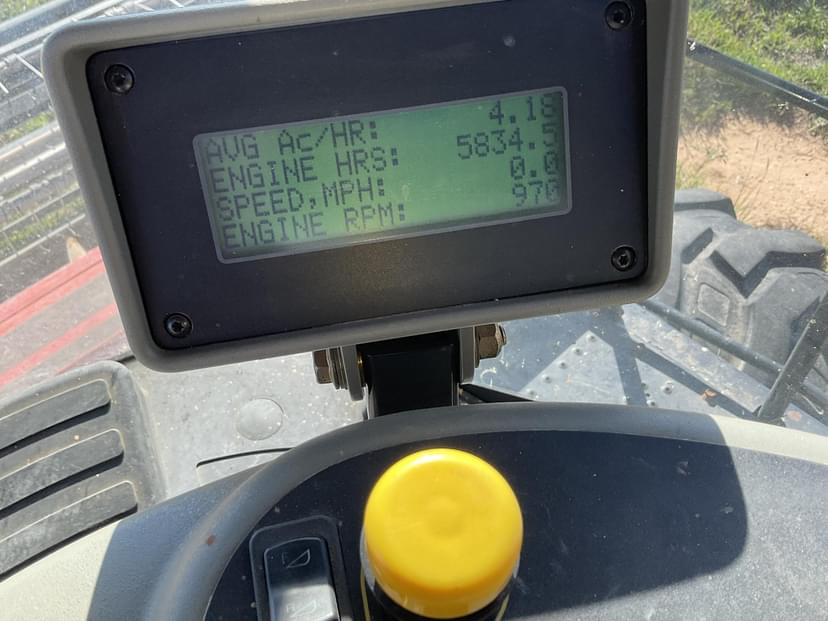 AVG Ac/HR: 4.18
ENGINE HRS: 5834.5
SPEED,MPH: 0.0
ENGINE RPM: 970